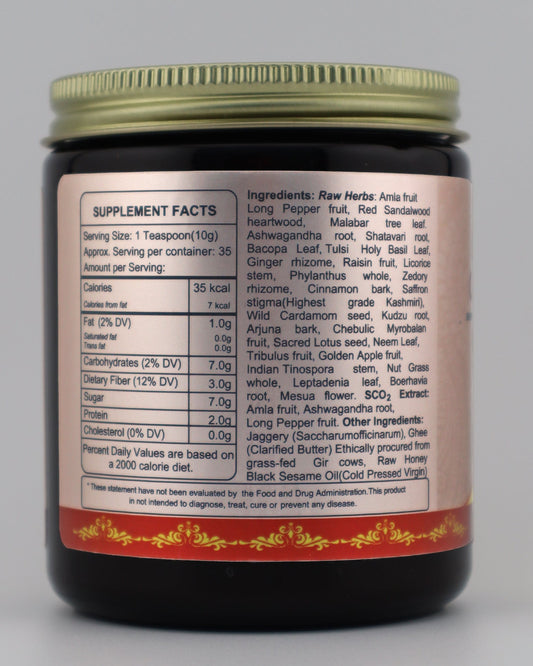 SUPPLEMENT FACTS
Serving Size: 1 Teaspoon(10g)
Approx. Serving per container: 35
Amount per Serving:
Calories 35 kcal
Calories from fat 7 kcal
Fat (2% DV) 1.0g
Saturated fat 0.0g
Trans fat 0.0g
Carbohydrates (2% DV) 7.0g
Dietary Fiber (12% DV) 3.0g
Sugar 7.0g
Protein 2.0g
Cholesterol (0% DV) 0.0g
Percent Daily Values are based on
a 2000 calorie diet.
Ingredients: Raw Herbs: Amla fruit
Long Pepper fruit, Red Sandalwood
heartwood, Malabar tree leaf.
Ashwagandha root, Shatavari root,
Bacopa Leaf, Tulsi Holy Basil Leaf,
Ginger rhizome, Raisin fruit, Licorice
stem, Phylanthus whole, Zedory
rhizome, Cinnamon bark, Saffron
stigma(Highest grade Kashmiri),
Wild Cardamom seed, Kudzu root,
Arjuna bark, Chebulic Myrobalan
fruit, Sacred Lotus seed, Neem Leaf,
Tribulus fruit, Golden Apple fruit,
Indian Tinospora stem, Nut Grass
whole, Leptadenia leaf, Boerhavia
root, Mesua flower. SCO2 Extract:
Amla fruit, Ashwagandha root,
Long Pepper fruit. Other Ingredients:
Jaggery (Saccharumofficinarum), Ghee
(Clarified Butter) Ethically procured from
grass-fed Gir cows, Raw Honey
Black Sesame Oil(Cold Pressed Virgin)
* These statement have not been evaluated by the Food and Drug Administration.This product
in not intended to diagnose, treat, cure or prevent any disease.